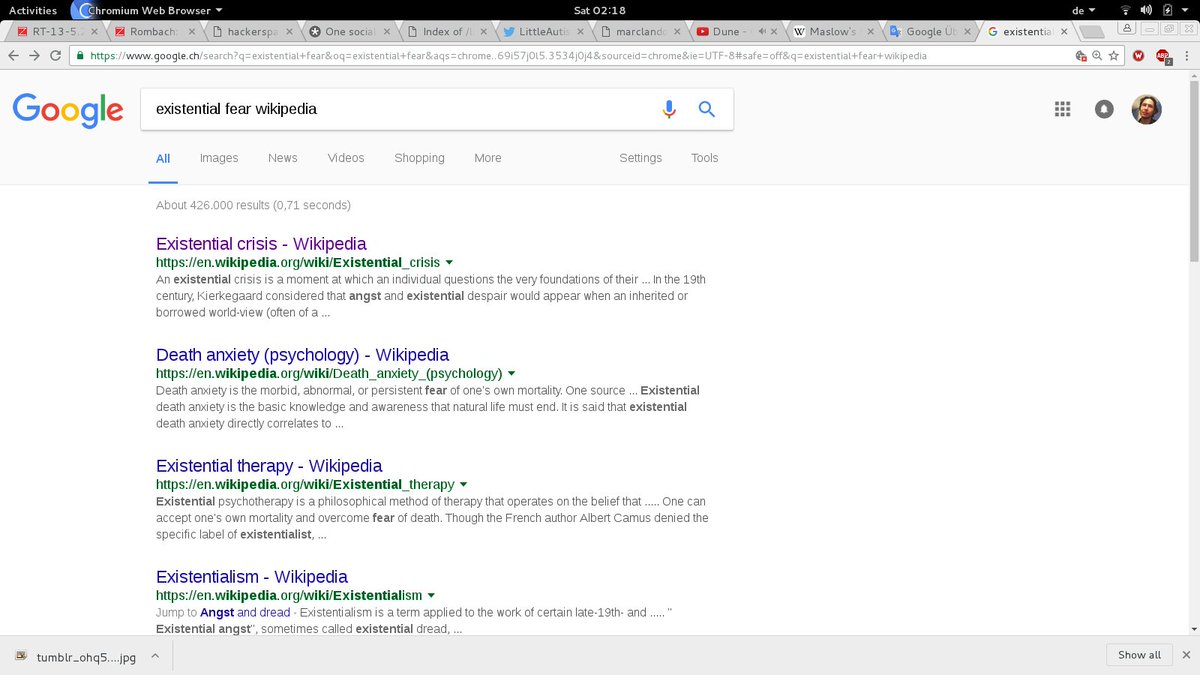 Activities Chromium Web Browser Sat 02:18 de
RT-13-5.2 Rombach: hackerspa One social Index of /L LittleAutis marclando Dune - Maslow's Google Üb existentia
https://www.google.ch/search?q=existential+fear&oq=existential+fear&aqs=chrome..69i57j0l5.3534j0j4&sourceid=chrome&ie=UTF-8#safe=off&q=existential+fear+wikipedia
Google existential fear wikipedia
All Images News Videos Shopping More Settings Tools
About 426.000 results (0,71 seconds)
Existential crisis - Wikipedia
https://en.wikipedia.org/wiki/Existential_crisis
An existential crisis is a moment at which an individual questions the very foundations of their ... In the 19th
century, Kierkegaard considered that angst and existential despair would appear when an inherited or
borrowed world-view (often of a ...
Death anxiety (psychology) - Wikipedia
https://en.wikipedia.org/wiki/Death_anxiety_(psychology)
Death anxiety is the morbid, abnormal, or persistent fear of one's own mortality. One source ... Existential
death anxiety is the basic knowledge and awareness that natural life must end. It is said that existential
death anxiety directly correlates to ...
Existential therapy - Wikipedia
https://en.wikipedia.org/wiki/Existential_therapy
Existential psychotherapy is a philosophical method of therapy that operates on the belief that ..... One can
accept one's own mortality and overcome fear of death. Though the French author Albert Camus denied the
specific label of existentialist, ...
Existentialism - Wikipedia
https://en.wikipedia.org/wiki/Existentialism
Jump to Angst and dread - Existentialism is a term applied to the work of certain late-19th- and ..... "
Existential angst", sometimes called existential dread, ...
tumblr_ohq5....jpg Show all